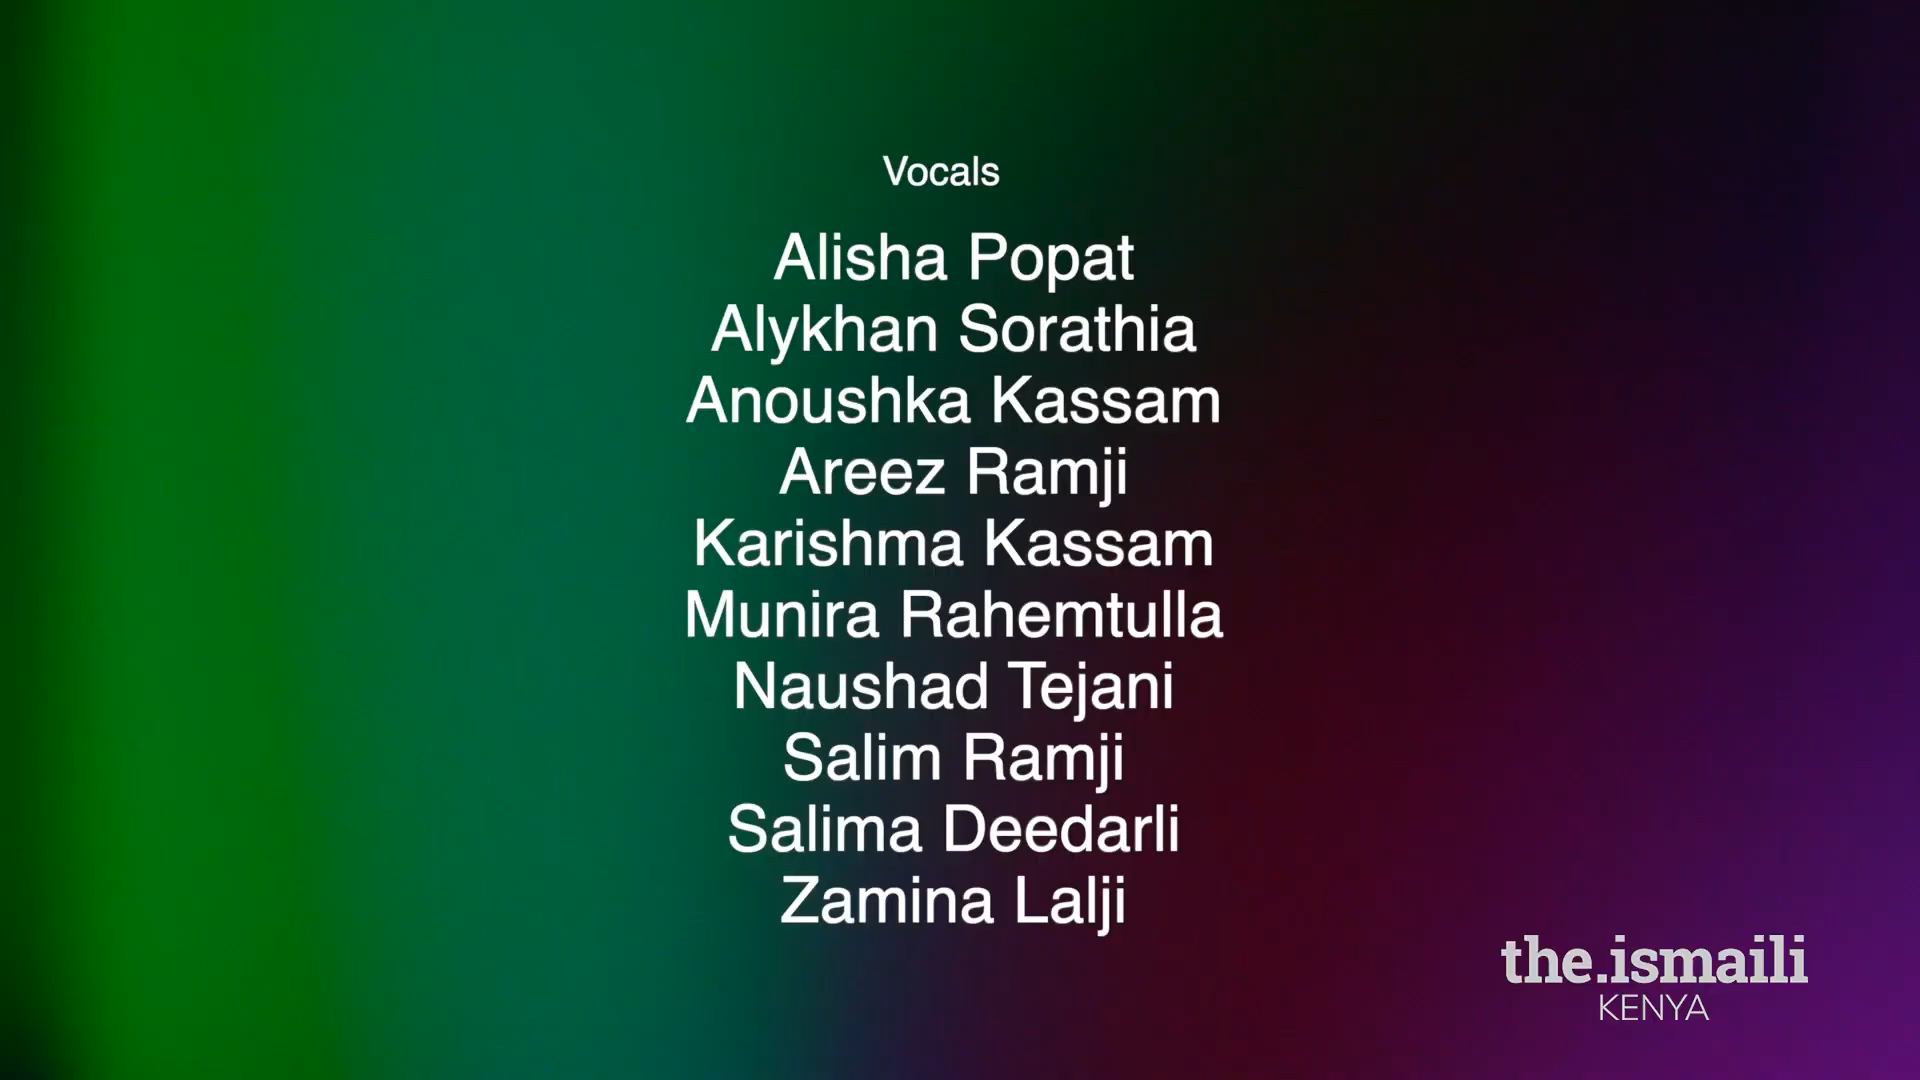 Vocals
Alisha Popat
Alykhan Sorathia
Anoushka Kassam
Areez Ramji
Karishma Kassam
Munira Rahemtulla
Naushad Tejani
Salim Ramji
Salima Deedarli
Zamina Lalji
the.ismaili
KENYA